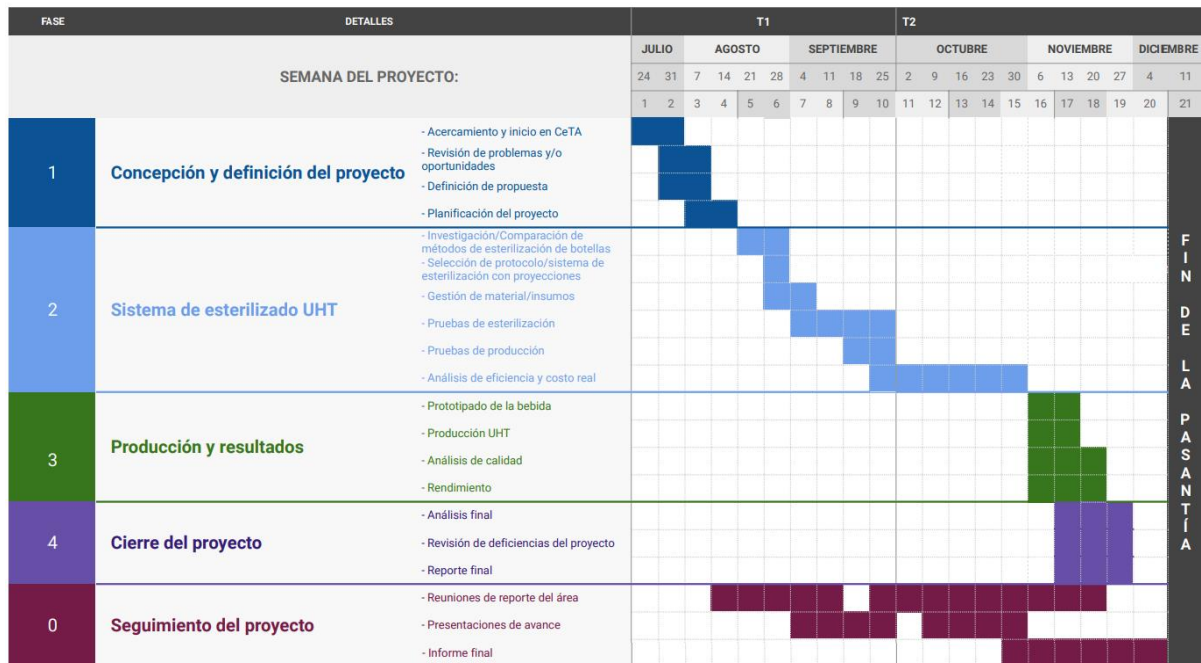 FASE DETALLES T1 T2
JULIO AGOSTO SEPTIEMBRE OCTUBRE NOVIEMBRE DICIEMBRE
SEMANA DEL PROYECTO:
24 31 7 14 21 28 4 11 18 25 2 9 16 23 30 6 13 20 27 4 11
1 2 3 4 5 6 7 8 9 10 11 12 13 14 15 16 17 18 19 20 21
1
Concepción y definición del proyecto
- Acercamiento y inicio en CeTA
- Revisión de problemas y/o
oportunidades
- Definición de propuesta
- Planificación del proyecto
2
Sistema de esterilizado UHT
- Investigación/Comparación de
métodos de esterilización de botellas
- Selección de protocolo/sistema de
esterilización con proyecciones
- Gestión de material/insumos
- Pruebas de esterilización
- Pruebas de producción
- Análisis de eficiencia y costo real
3
Producción y resultados
- Prototipado de la bebida
- Producción UHT
- Análisis de calidad
- Rendimiento
4
Cierre del proyecto
- Análisis final
- Revisión de deficiencias del proyecto
- Reporte final
0
Seguimiento del proyecto
- Reuniones de reporte del área
- Presentaciones de avance
- Informe final
FIN DE LA PASANTÍA